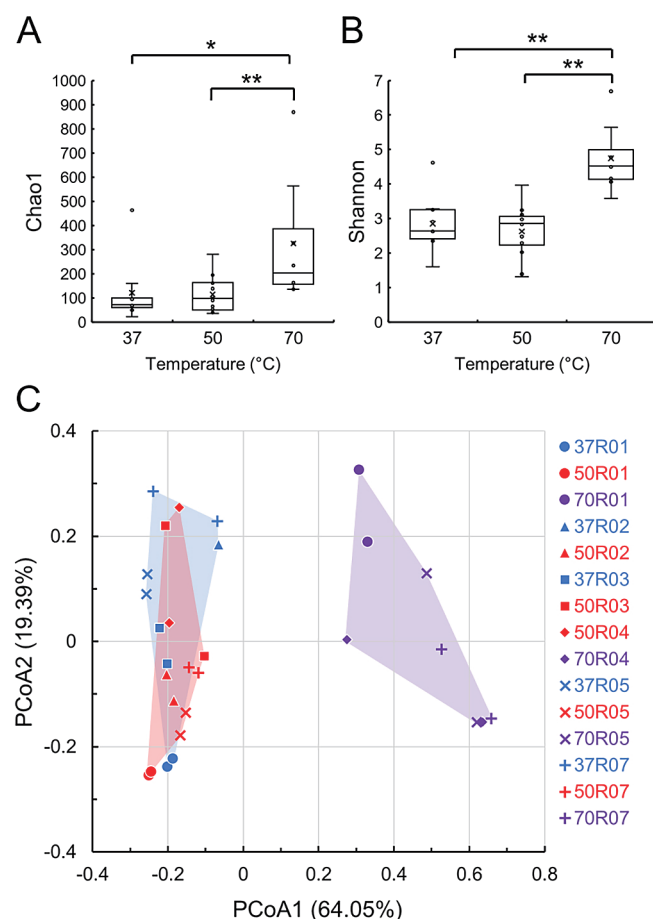 A
*
**
1000
900
800
700
600
500
400
300
200
100
0
Chao1
37 50 70
Temperature (°C)
B
**
**
7
6
5
4
3
2
1
0
Shannon
37 50 70
Temperature (°C)
C
0.4
0.2
0
-0.2
-0.4
PCoA2 (19.39%)
-0.4 -0.2 0 0.2 0.4 0.6 0.8
PCoA1 (64.05%)
37R01
50R01
70R01
37R02
50R02
37R03
50R03
50R04
70R04
37R05
50R05
70R05
37R07
50R07
70R07